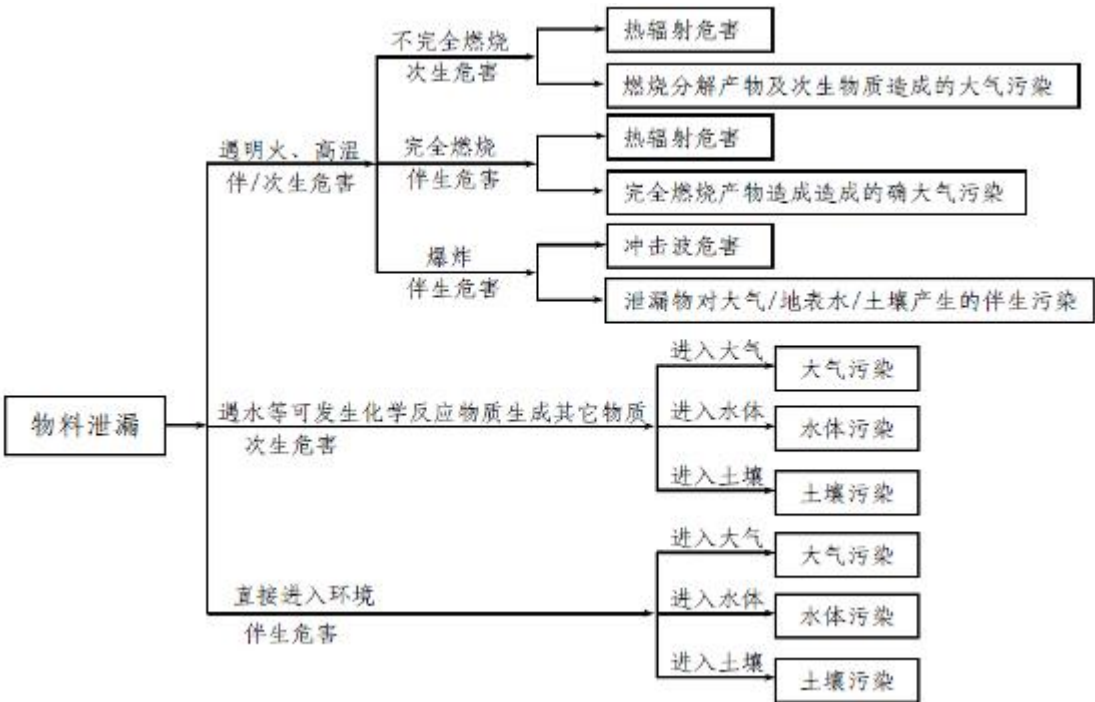 不完全燃烧
次生危害
热辐射危害
燃烧分解产物及次生物质造成的大气污染
遇明火、高温
伴/次生危害
完全燃烧
伴生危害
热辐射危害
完全燃烧产物造成造成的确大气污染
爆炸
伴生危害
冲击波危害
泄漏物对大气/地表水/土壤产生的伴生污染
物料泄漏
遇水等可发生化学反应物质生成其它物质
次生危害
进入大气
大气污染
进入水体
水体污染
进入土壤
土壤污染
直接进入环境
伴生危害
进入大气
大气污染
进入水体
水体污染
进入土壤
土壤污染